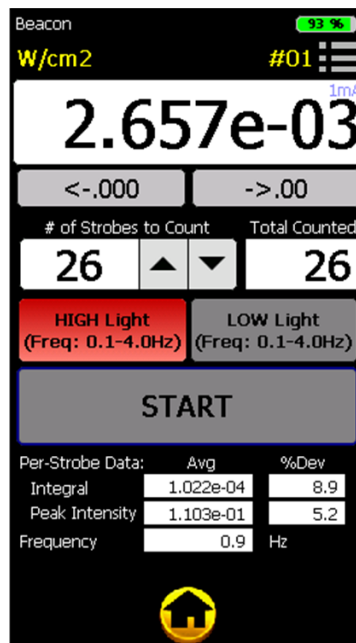 Beacon 93 %
W/cm2 #01
1mA
2.657e-03
<-.000 ->.00
# of Strobes to Count Total Counted
26 26
HIGH Light LOW Light
(Freq: 0.1-4.0Hz) (Freq: 0.1-4.0Hz)
START
Per-Strobe Data: Avg %Dev
Integral 1.022e-04 8.9
Peak Intensity 1.103e-01 5.2
Frequency 0.9 Hz